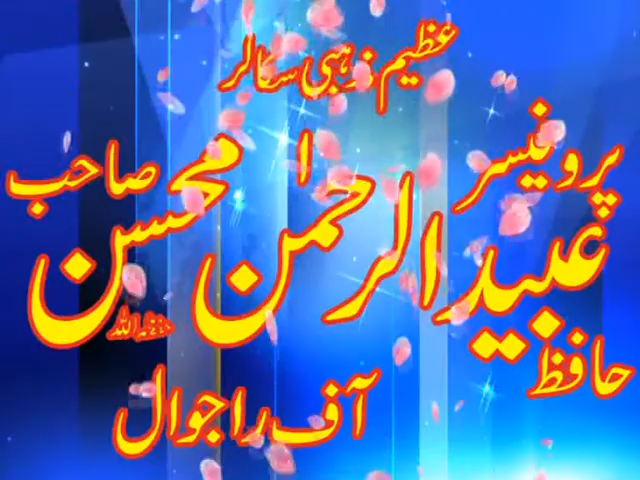 عظیم مذہبی سکالر
پروفیسر
حافظ عبیدالرحمٰن محسن صاحب حفظہ اللہ
آف راجوال